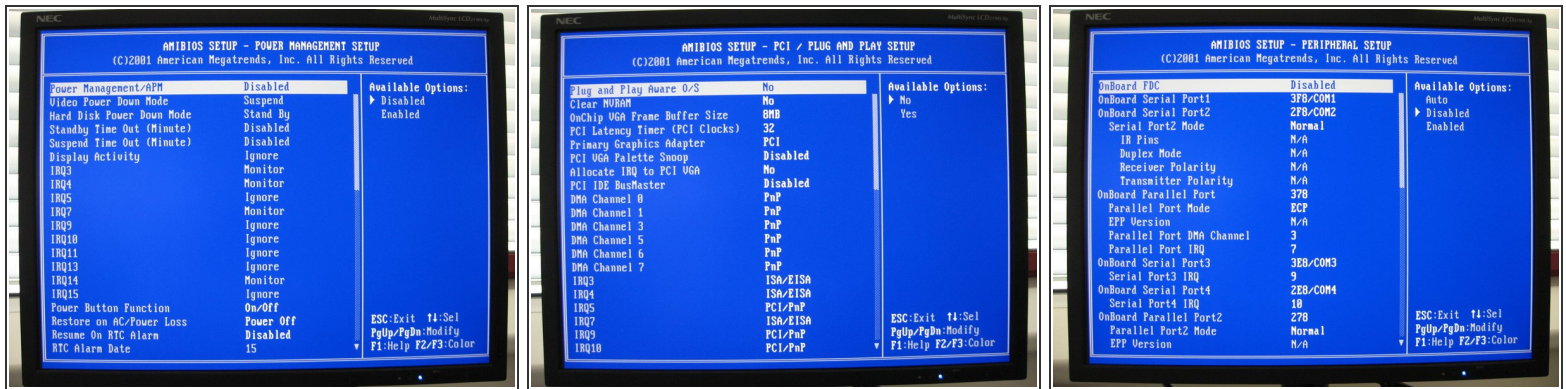 NEC
AMIBIOS SETUP - POWER MANAGEMENT SETUP
(C)2001 American Megatrends, Inc. All Rights Reserved
Power Management/APM Disabled
Video Power Down Mode Suspend
Hard Disk Power Down Mode Stand By
Standby Time Out (Minute) Disabled
Suspend Time Out (Minute) Disabled
Display Activity Ignore
IRQ3 Monitor
IRQ4 Monitor
IRQ5 Ignore
IRQ7 Monitor
IRQ9 Ignore
IRQ10 Ignore
IRQ11 Ignore
IRQ13 Ignore
IRQ14 Monitor
IRQ15 Ignore
Power Button Function On/Off
Restore on AC/Power Loss Power Off
Resume On RTC Alarm Disabled
RTC Alarm Date 15
Available Options:
▶ Disabled
Enabled
ESC:Exit ↑↓:Sel
PgUp/PgDn:Modify
F1:Help F2/F3:Color
NEC
MultiSync LCD
AMIBIOS SETUP - PCI / PLUG AND PLAY SETUP
(C)2001 American Megatrends, Inc. All Rights Reserved
Plug and Play Aware O/S No
Clear NVRAM No
OnChip VGA Frame Buffer Size 8MB
PCI Latency Timer (PCI Clocks) 32
Primary Graphics Adapter PCI
PCI VGA Palette Snoop Disabled
Allocate IRQ to PCI VGA No
PCI IDE BusMaster Disabled
DMA Channel 0 PnP
DMA Channel 1 PnP
DMA Channel 3 PnP
DMA Channel 5 PnP
DMA Channel 6 PnP
DMA Channel 7 PnP
IRQ3 ISA/EISA
IRQ4 ISA/EISA
IRQ5 PCI/PnP
IRQ7 ISA/EISA
IRQ9 PCI/PnP
IRQ10 PCI/PnP
Available Options:
▶ No
Yes
ESC:Exit ↑↓:Sel
PgUp/PgDn:Modify
F1:Help F2/F3:Color
NEC
MultiSync LCD
AMIBIOS SETUP - PERIPHERAL SETUP
(C)2001 American Megatrends, Inc. All Rights Reserved
OnBoard FDC Disabled
OnBoard Serial Port1 3F8/COM1
OnBoard Serial Port2 2F8/COM2
Serial Port2 Mode Normal
IR Pins N/A
Duplex Mode N/A
Receiver Polarity N/A
Transmitter Polarity N/A
OnBoard Parallel Port 378
Parallel Port Mode ECP
EPP Version N/A
Parallel Port DMA Channel 3
Parallel Port IRQ 7
OnBoard Serial Port3 3E8/COM3
Serial Port3 IRQ 9
OnBoard Serial Port4 2E8/COM4
Serial Port4 IRQ 10
OnBoard Parallel Port2 278
Parallel Port2 Mode Normal
EPP Version N/A
Available Options:
Auto
▶ Disabled
Enabled
ESC:Exit ↑↓:Sel
PgUp/PgDn:Modify
F1:Help F2/F3:Color